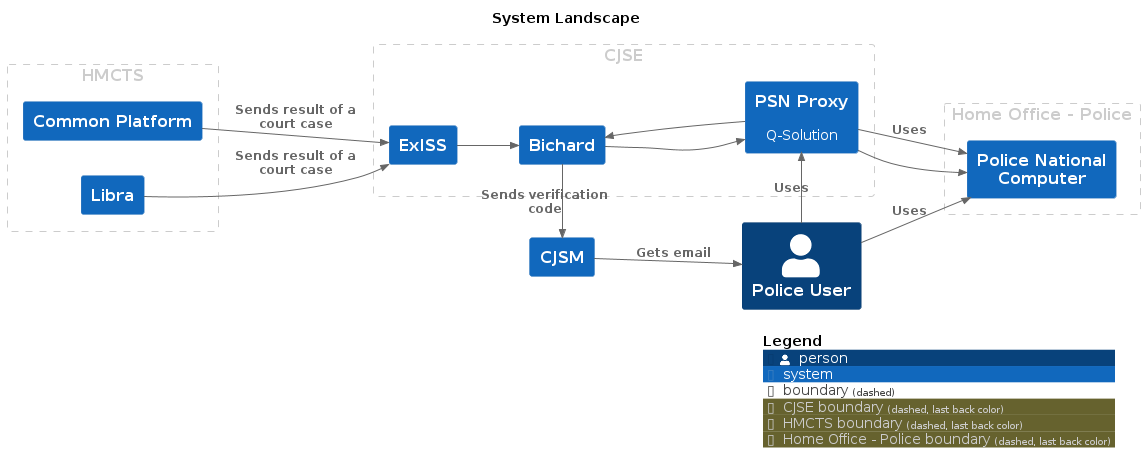 System Landscape
CJSE
HMCTS
Common Platform
Sends result of a
court case
Sends result of a
court case
Libra
ExISS
Bichard
PSN Proxy
Q-Solution
Home Office - Police
Uses
Police National
Computer
Uses
Uses
Sends verification
code
CJSM
Gets email
Police User
Legend
person
system
boundary (dashed)
CJSE boundary (dashed, last back color)
HMCTS boundary (dashed, last back color)
Home Office - Police boundary (dashed, last back color)